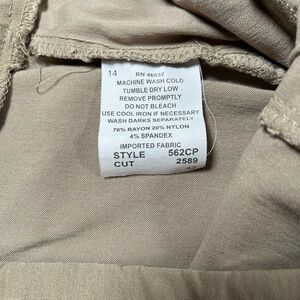 14 RN 46032
MACHINE WASH COLD
TUMBLE DRY LOW
REMOVE PROMPTLY
DO NOT BLEACH
USE COOL IRON IF NECESSARY
WASH DARKS SEPARATELY
76% RAYON 20% NYLON
4% SPANDEX
IMPORTED FABRIC
STYLE 562CP
CUT 2589